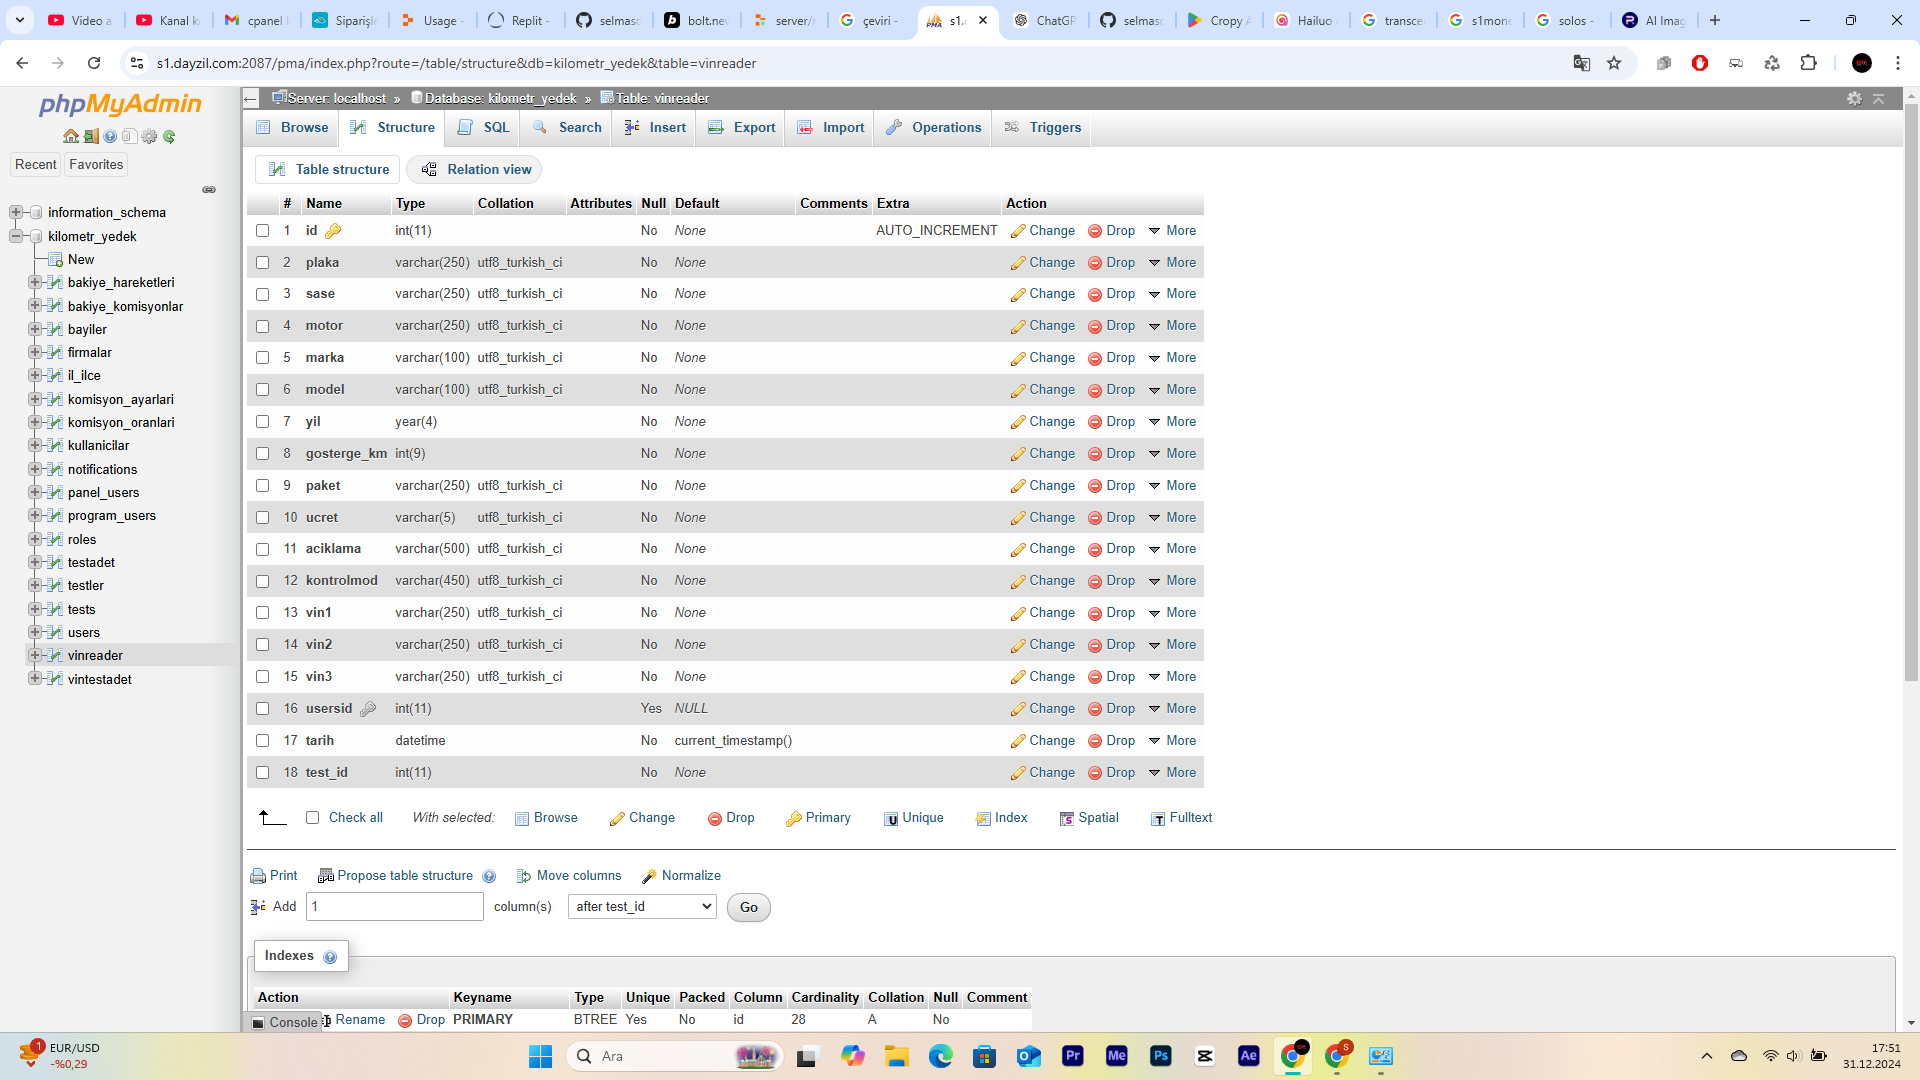 Video a
Kanal ko
cpanel l
Siparişle
Usage -
Replit -
selmasc
bolt.nev
server/r
çeviri -
s1.d
ChatGP
selmasc
Cropy A
Hailuo
transce
s1mone
solos -
AI Imag
s1.dayzil.com:2087/pma/index.php?route=/table/structure&db=kilometr_yedek&table=vinreader
phpMyAdmin
Recent Favorites
information_schema
kilometr_yedek
New
bakiye_hareketleri
bakiye_komisyonlar
bayiler
firmalar
il_ilce
komisyon_ayarlari
komisyon_oranlari
kullanicilar
notifications
panel_users
program_users
roles
testadet
testler
tests
users
vinreader
vintestadet
Server: localhost » Database: kilometr_yedek » Table: vinreader
Browse Structure SQL Search Insert Export Import Operations Triggers
Table structure Relation view
# Name Type Collation Attributes Null Default Comments Extra Action
1 id int(11) No None AUTO_INCREMENT Change Drop More
2 plaka varchar(250) utf8_turkish_ci No None Change Drop More
3 sase varchar(250) utf8_turkish_ci No None Change Drop More
4 motor varchar(250) utf8_turkish_ci No None Change Drop More
5 marka varchar(100) utf8_turkish_ci No None Change Drop More
6 model varchar(100) utf8_turkish_ci No None Change Drop More
7 yil year(4) No None Change Drop More
8 gosterge_km int(9) No None Change Drop More
9 paket varchar(250) utf8_turkish_ci No None Change Drop More
10 ucret varchar(5) utf8_turkish_ci No None Change Drop More
11 aciklama varchar(500) utf8_turkish_ci No None Change Drop More
12 kontrolmod varchar(450) utf8_turkish_ci No None Change Drop More
13 vin1 varchar(250) utf8_turkish_ci No None Change Drop More
14 vin2 varchar(250) utf8_turkish_ci No None Change Drop More
15 vin3 varchar(250) utf8_turkish_ci No None Change Drop More
16 usersid int(11) Yes NULL Change Drop More
17 tarih datetime No current_timestamp() Change Drop More
18 test_id int(11) No None Change Drop More
Check all With selected: Browse Change Drop Primary Unique Index Spatial Fulltext
Print Propose table structure Move columns Normalize
Add 1 column(s) after test_id Go
Indexes
Action Keyname Type Unique Packed Column Cardinality Collation Null Comment
Rename Drop PRIMARY BTREE Yes No id 28 A No
Console
1 EUR/USD
-%0,29
Ara
Pr Me Ps Ae
S
17:51
31.12.2024